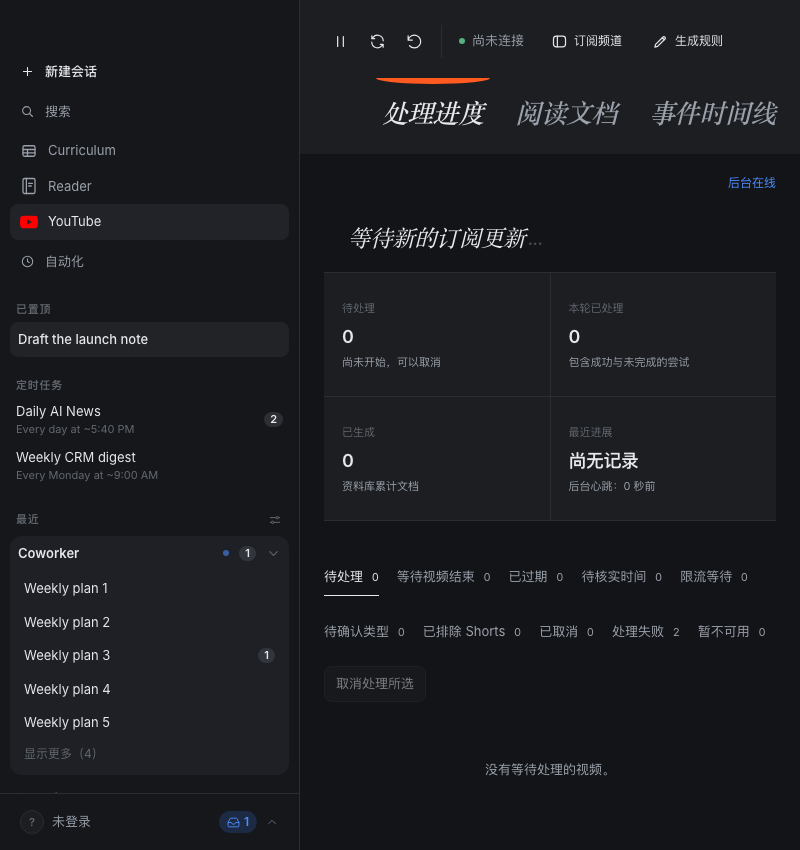 新建会话
搜索
Curriculum
Reader
YouTube
自动化
已置顶
Draft the launch note
定时任务
Daily AI News
2
Every day at ~5:40 PM
Weekly CRM digest
Every Monday at ~9:00 AM
最近
Coworker
1
Weekly plan 1
Weekly plan 2
Weekly plan 3
1
Weekly plan 4
Weekly plan 5
显示更多（4）
? 未登录
1
尚未连接
订阅频道
生成规则
处理进度
阅读文档
事件时间线
后台在线
等待新的订阅更新...
待处理
0
尚未开始，可以取消
本轮已处理
0
包含成功与未完成的尝试
已生成
0
资料库累计文档
最近进展
尚无记录
后台心跳：0 秒前
待处理 0 等待视频结束 0 已过期 0 待核实时间 0 限流等待 0
待确认类型 0 已排除 Shorts 0 已取消 0 处理失败 2 暂不可用 0
取消处理所选
没有等待处理的视频。